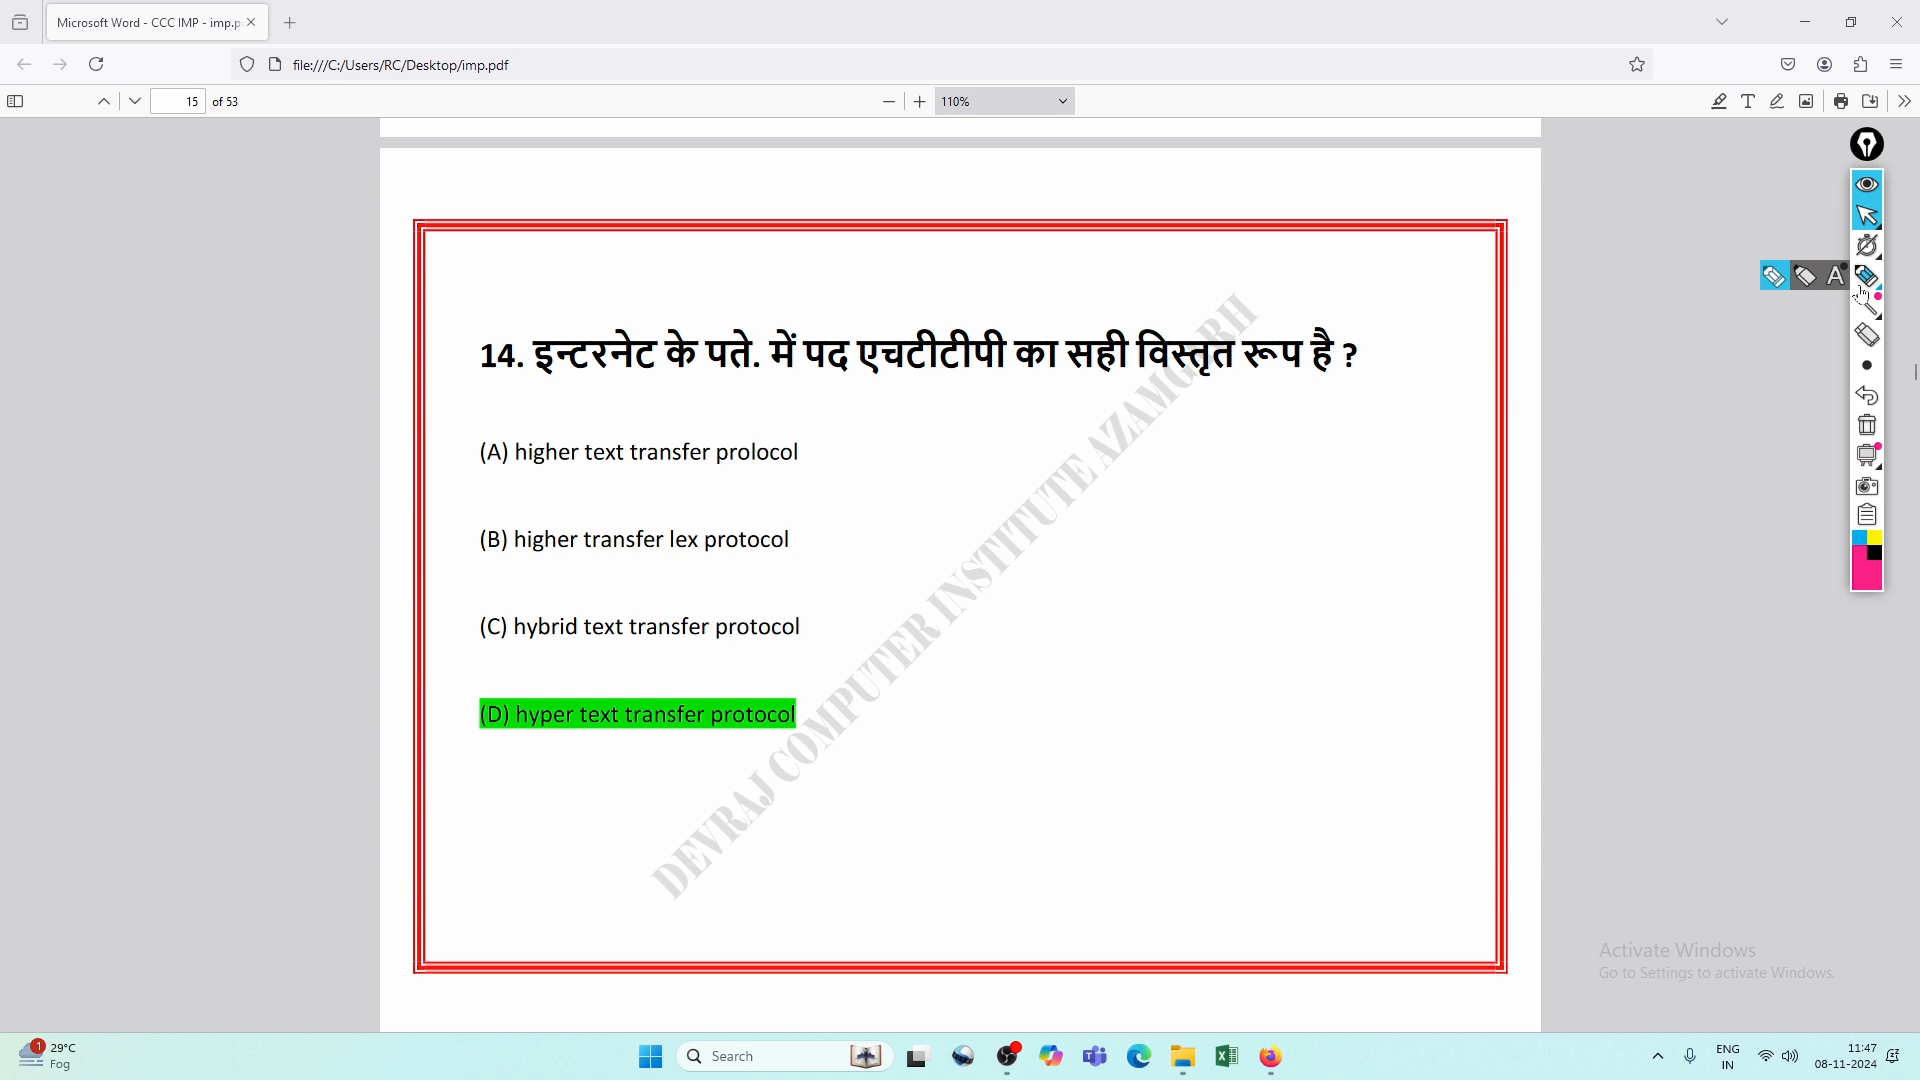 Microsoft Word - CCC IMP - imp.p
file:///C:/Users/RC/Desktop/imp.pdf
15 of 53
110%
14. इन्टरनेट के पते. में पद एचटीटीपी का सही विस्तृत रूप है ?
(A) higher text transfer prolocol
(B) higher transfer lex protocol
(C) hybrid text transfer protocol
(D) hyper text transfer protocol
DEVRAJ COMPUTER INSTITUTE AZAMGARH
A
Activate Windows
Go to Settings to activate Windows.
1
29°C
Fog
Search
ENG
IN
11:47
08-11-2024